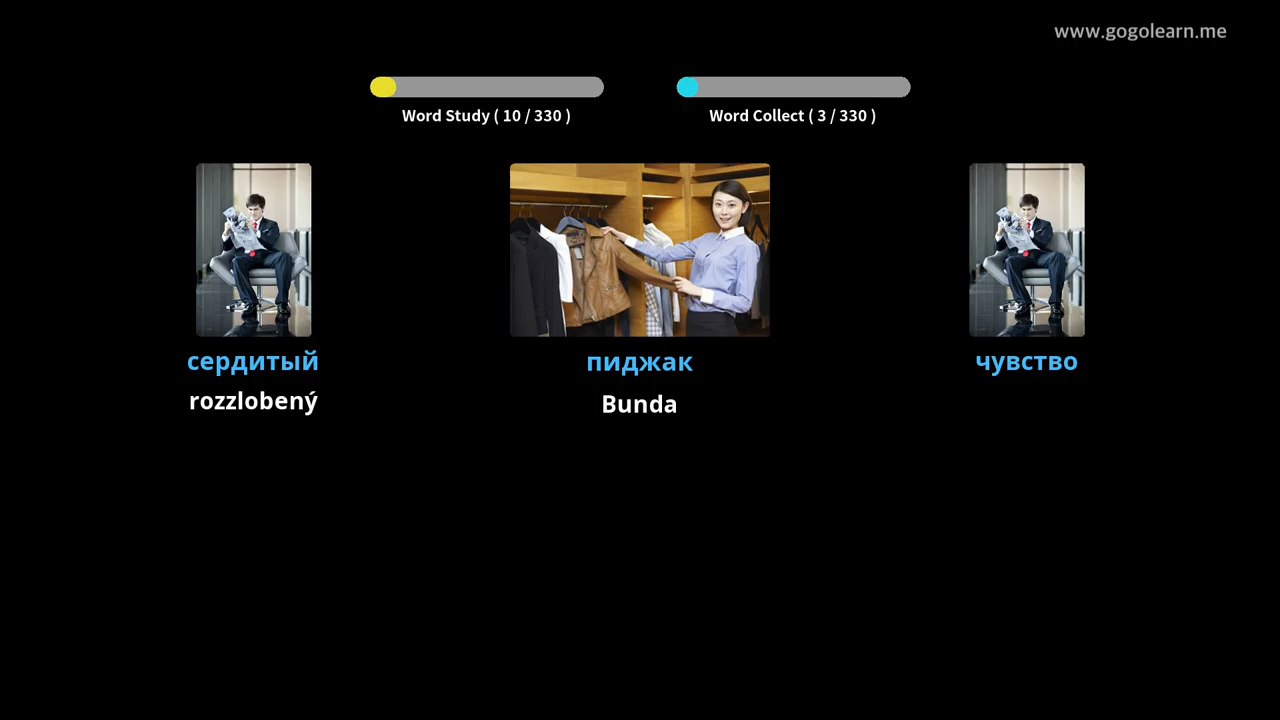 www.gogolearn.me
Word Study ( 10 / 330 )
Word Collect ( 3 / 330 )
сердитый
пиджак
чувство
rozzlobený
Bunda